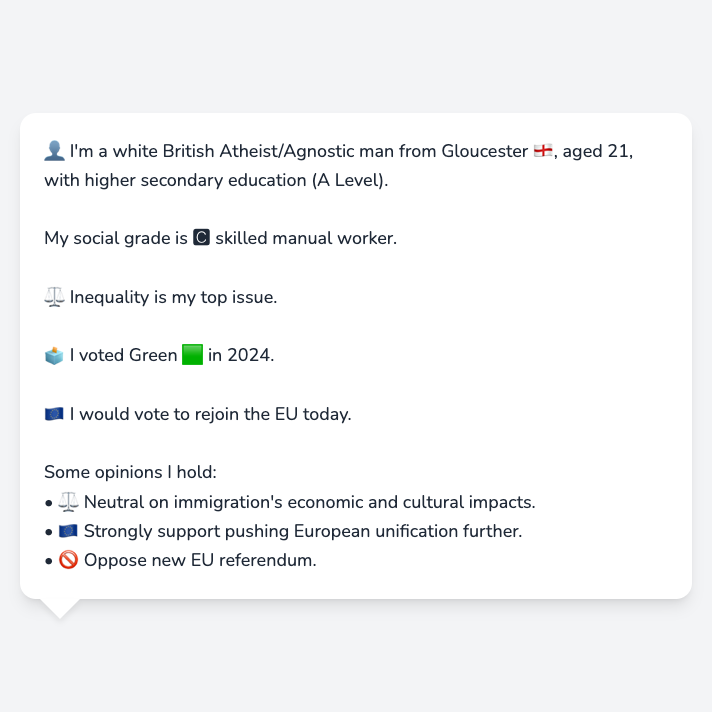 👤 I'm a white British Atheist/Agnostic man from Gloucester 🏴󠁧󠁢󠁥󠁮󠁧󠁿, aged 21,
with higher secondary education (A Level).
My social grade is 🅲 skilled manual worker.
⚖️ Inequality is my top issue.
🗳️ I voted Green 🟩 in 2024.
🇪🇺 I would vote to rejoin the EU today.
Some opinions I hold:
• ⚖️ Neutral on immigration's economic and cultural impacts.
• 🇪🇺 Strongly support pushing European unification further.
• 🚫 Oppose new EU referendum.